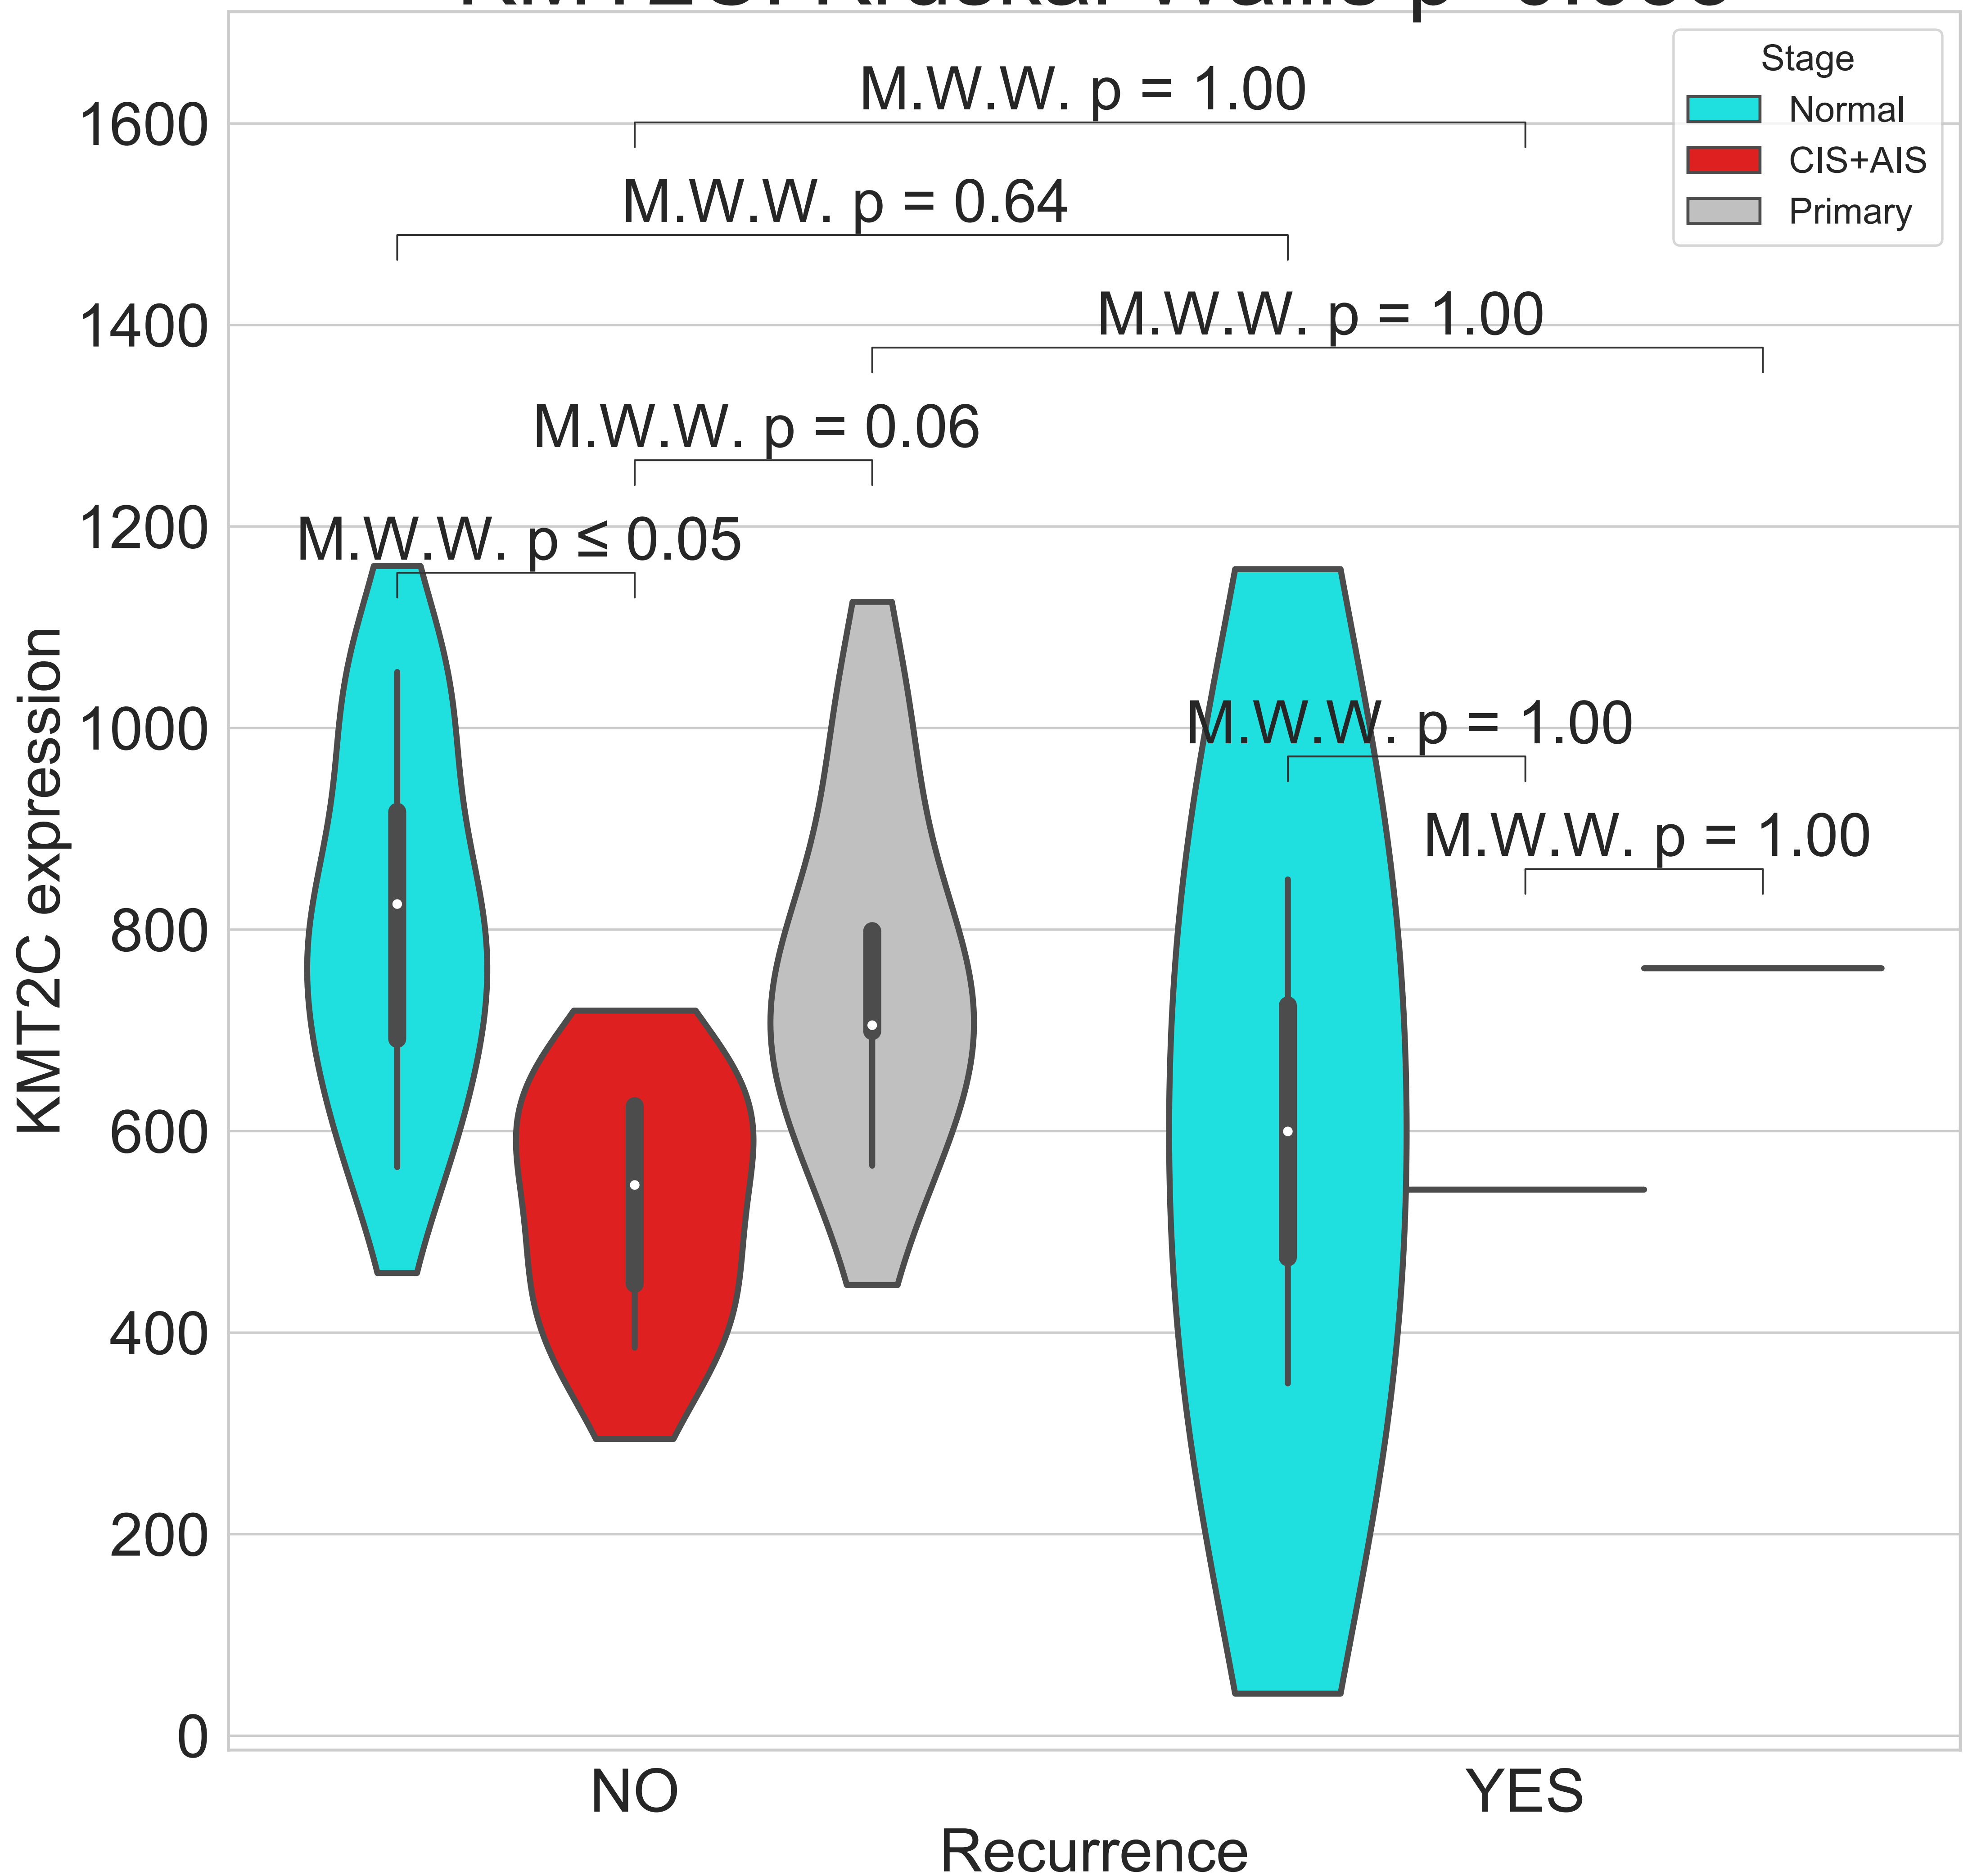 M.W.W. p = 1.00
M.W.W. p = 0.64
M.W.W. p = 1.00
M.W.W. p = 0.06
M.W.W. p ≤ 0.05
M.W.W. p = 1.00
M.W.W. p = 1.00
Stage
Normal
CIS+AIS
Primary
1600
1400
1200
1000
800
600
400
200
0
KMT2C expression
NO
YES
Recurrence